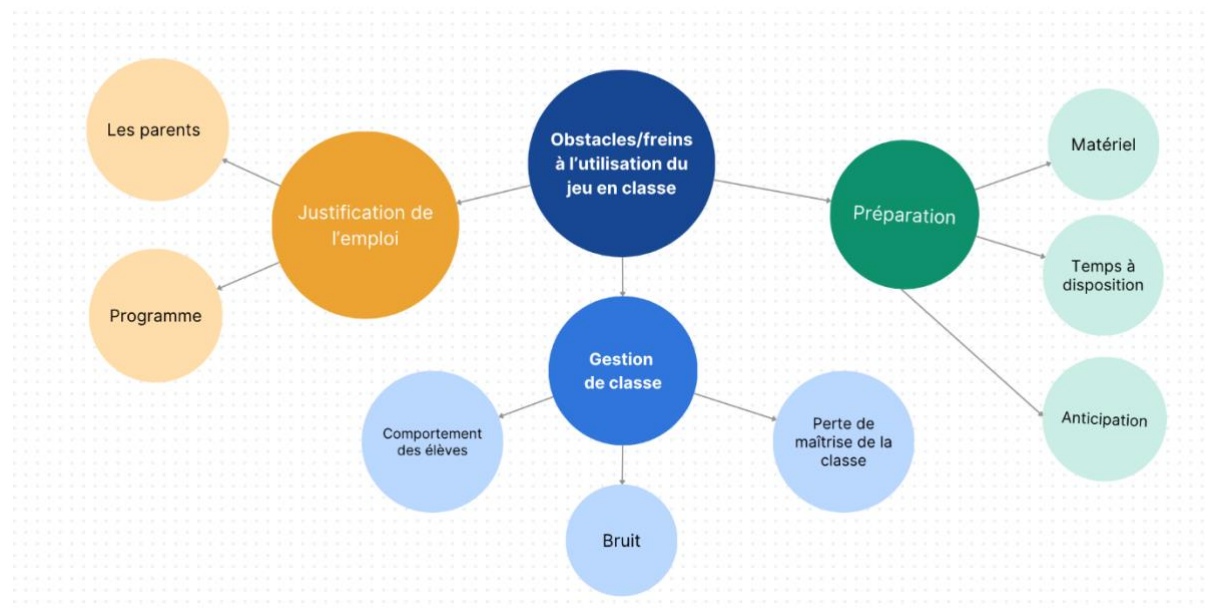 Obstacles/freins
à l'utilisation du
jeu en classe
Justification de
l'emploi
Les parents
Programme
Gestion
de classe
Comportement
des élèves
Bruit
Perte de
maîtrise de la
classe
Préparation
Matériel
Temps à
disposition
Anticipation